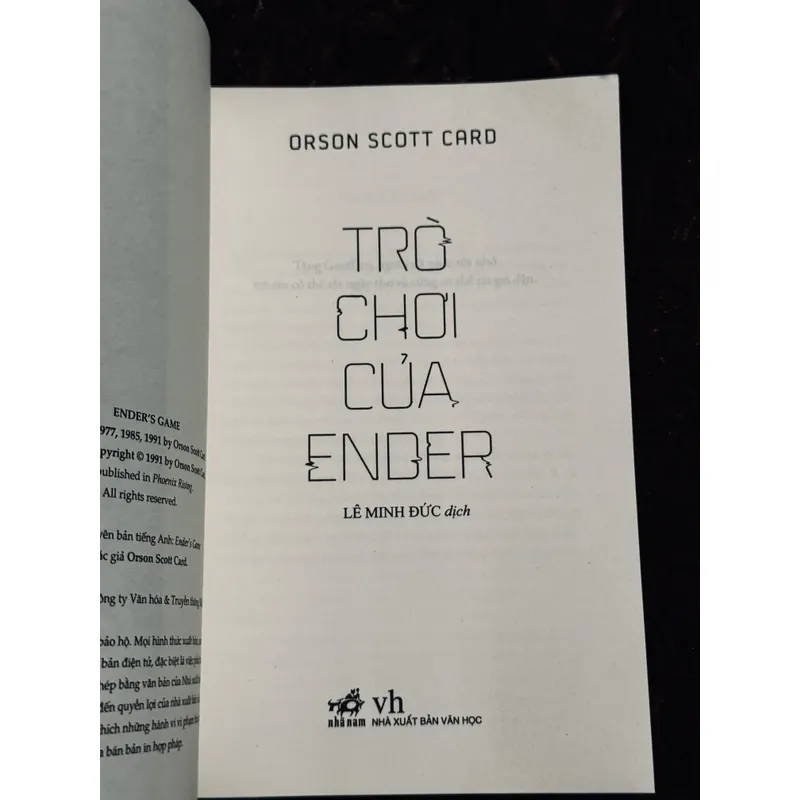 ENDER'S GAME
1977, 1985, 1991 by Orson Scott Card
pyright © 1991 by Orson Scott Card
published in Phoenix Rising.
All rights reserved.
yên bản tiếng Anh: Ender's Game
ác giả Orson Scott Card.
ông ty Văn hóa & Truyền thông
bảo hộ. Mọi hình thức xuất bản
bản điện tử, đặc biệt là việc
hép bằng văn bản của Nhà xuất
đến quyền lợi của nhà xuất bản
hích những hành vi vi phạm
a bán bản in hợp pháp.
ORSON SCOTT CARD
TRÒ
CHƠI
CỦA
ENDER
LÊ MINH ĐỨC dịch
nhã nam
vh
NHÀ XUẤT BẢN VĂN HỌC